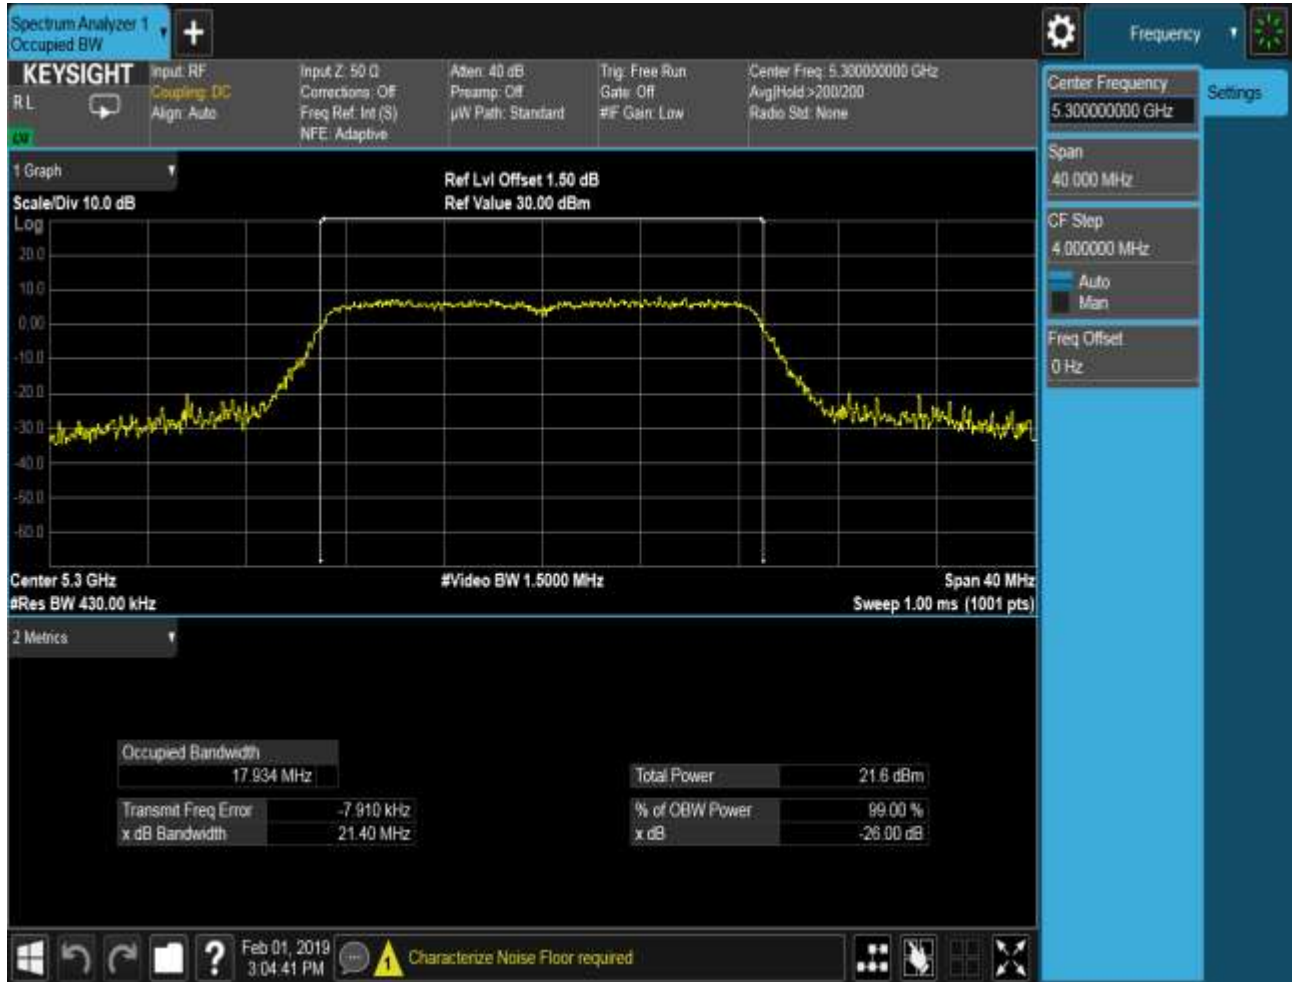 Spectrum Analyzer 1
Occupied BW
Frequency
KEYSIGHT
RL
Input: RF
Coupling: DC
Align: Auto
Input Z: 50 Ω
Corrections: Off
Freq Ref: Int (S)
NFE: Adaptive
Atten: 40 dB
Preamp: Off
µW Path: Standard
Trig: Free Run
Gate: Off
#IF Gain: Low
Center Freq: 5.300000000 GHz
Avg|Hold >200/200
Radio Std: None
Center Frequency
5.300000000 GHz
Settings
Span
40.000 MHz
CF Step
4.000000 MHz
Auto
Man
Freq Offset
0 Hz
1 Graph
Ref Lvl Offset 1.50 dB
Scale/Div 10.0 dB
Ref Value 30.00 dBm
Log
20.0
10.0
0.00
-10.0
-20.0
-30.0
-40.0
-50.0
-60.0
Center 5.3 GHz
#Video BW 1.5000 MHz
Span 40 MHz
#Res BW 430.00 kHz
Sweep 1.00 ms (1001 pts)
2 Metrics
Occupied Bandwidth
17.934 MHz
Total Power 21.6 dBm
Transmit Freq Error -7.910 kHz
% of OBW Power 99.00 %
x dB Bandwidth 21.40 MHz
x dB -26.00 dB
Feb 01, 2019
3:04:41 PM
1
Characterize Noise Floor required